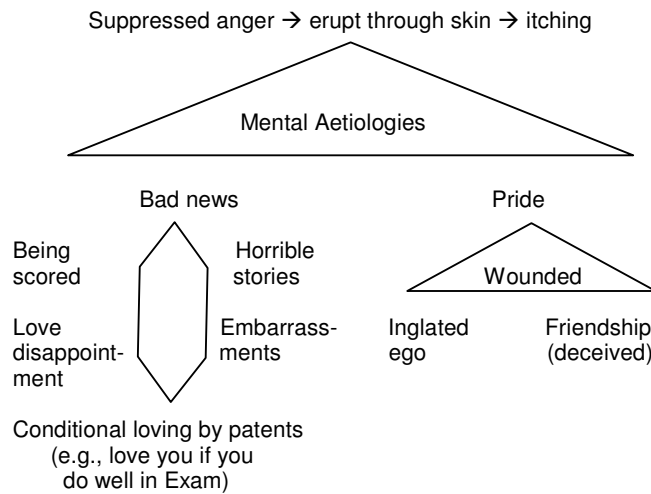 Suppressed anger → erupt through skin → itching
Mental Aetiologies
Bad news
Being
scored
Horrible
stories
Love
disappoint-
ment
Embarrass-
ments
Conditional loving by patents
(e.g., love you if you
do well in Exam)
Pride
Wounded
Inglated
ego
Friendship
(deceived)